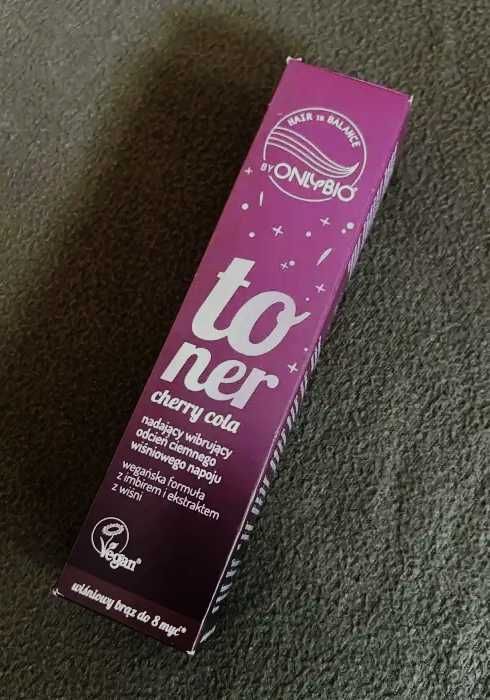 HAIR in BALANCE
BY ONLYBIO
to
ner
cherry cola
nadający wibrujący
odcień ciemnego
wiśniowego napoju
wegańska formuła
z imbirem i ekstraktem
z wiśni
Vegan
wiśniowy brąz do 8 myć*